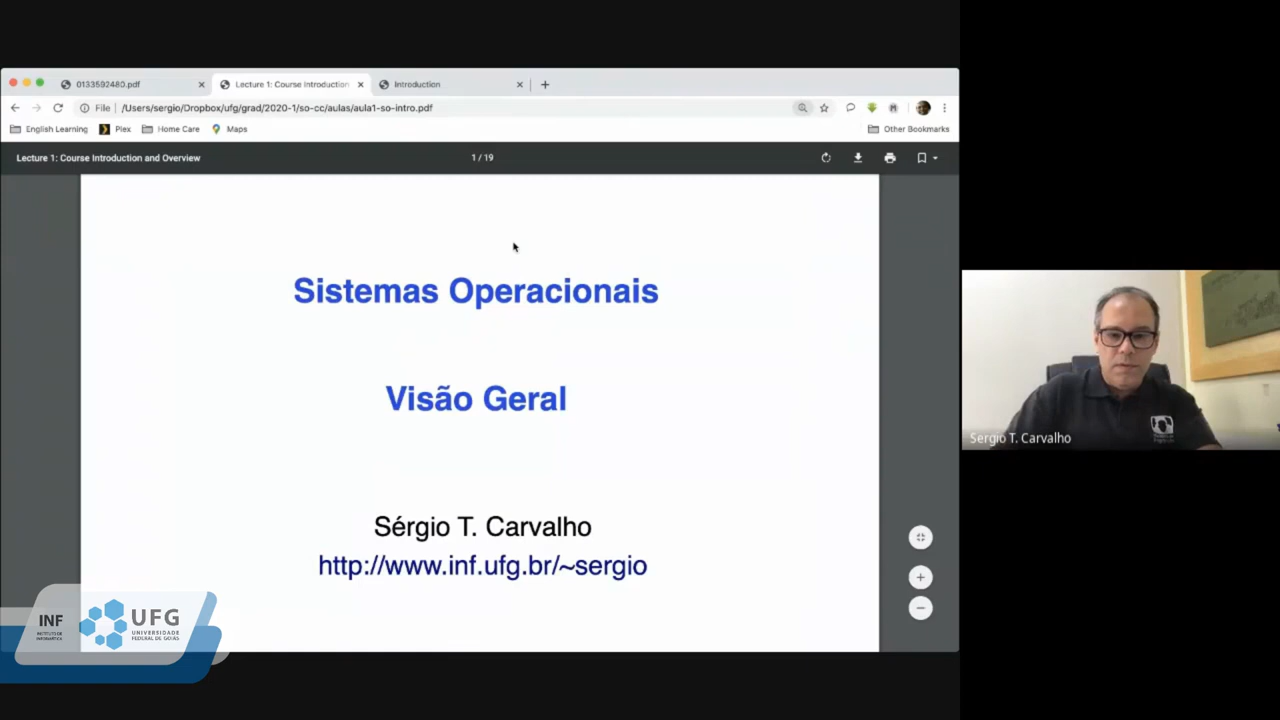 0133592480.pdf
Lecture 1: Course Introduction
Introduction
File
/Users/sergio/Dropbox/ufg/grad/2020-1/so-cc/aulas/aula1-so-intro.pdf
English Learning
Plex
Home Care
Maps
Other Bookmarks
Lecture 1: Course Introduction and Overview
1 / 19
Sistemas Operacionais
Visão Geral
Sérgio T. Carvalho
http://www.inf.ufg.br/~sergio
Sergio T. Carvalho
INF
INSTITUTO DE
INFORMÁTICA
UFG
UNIVERSIDADE
FEDERAL DE GOIÁS